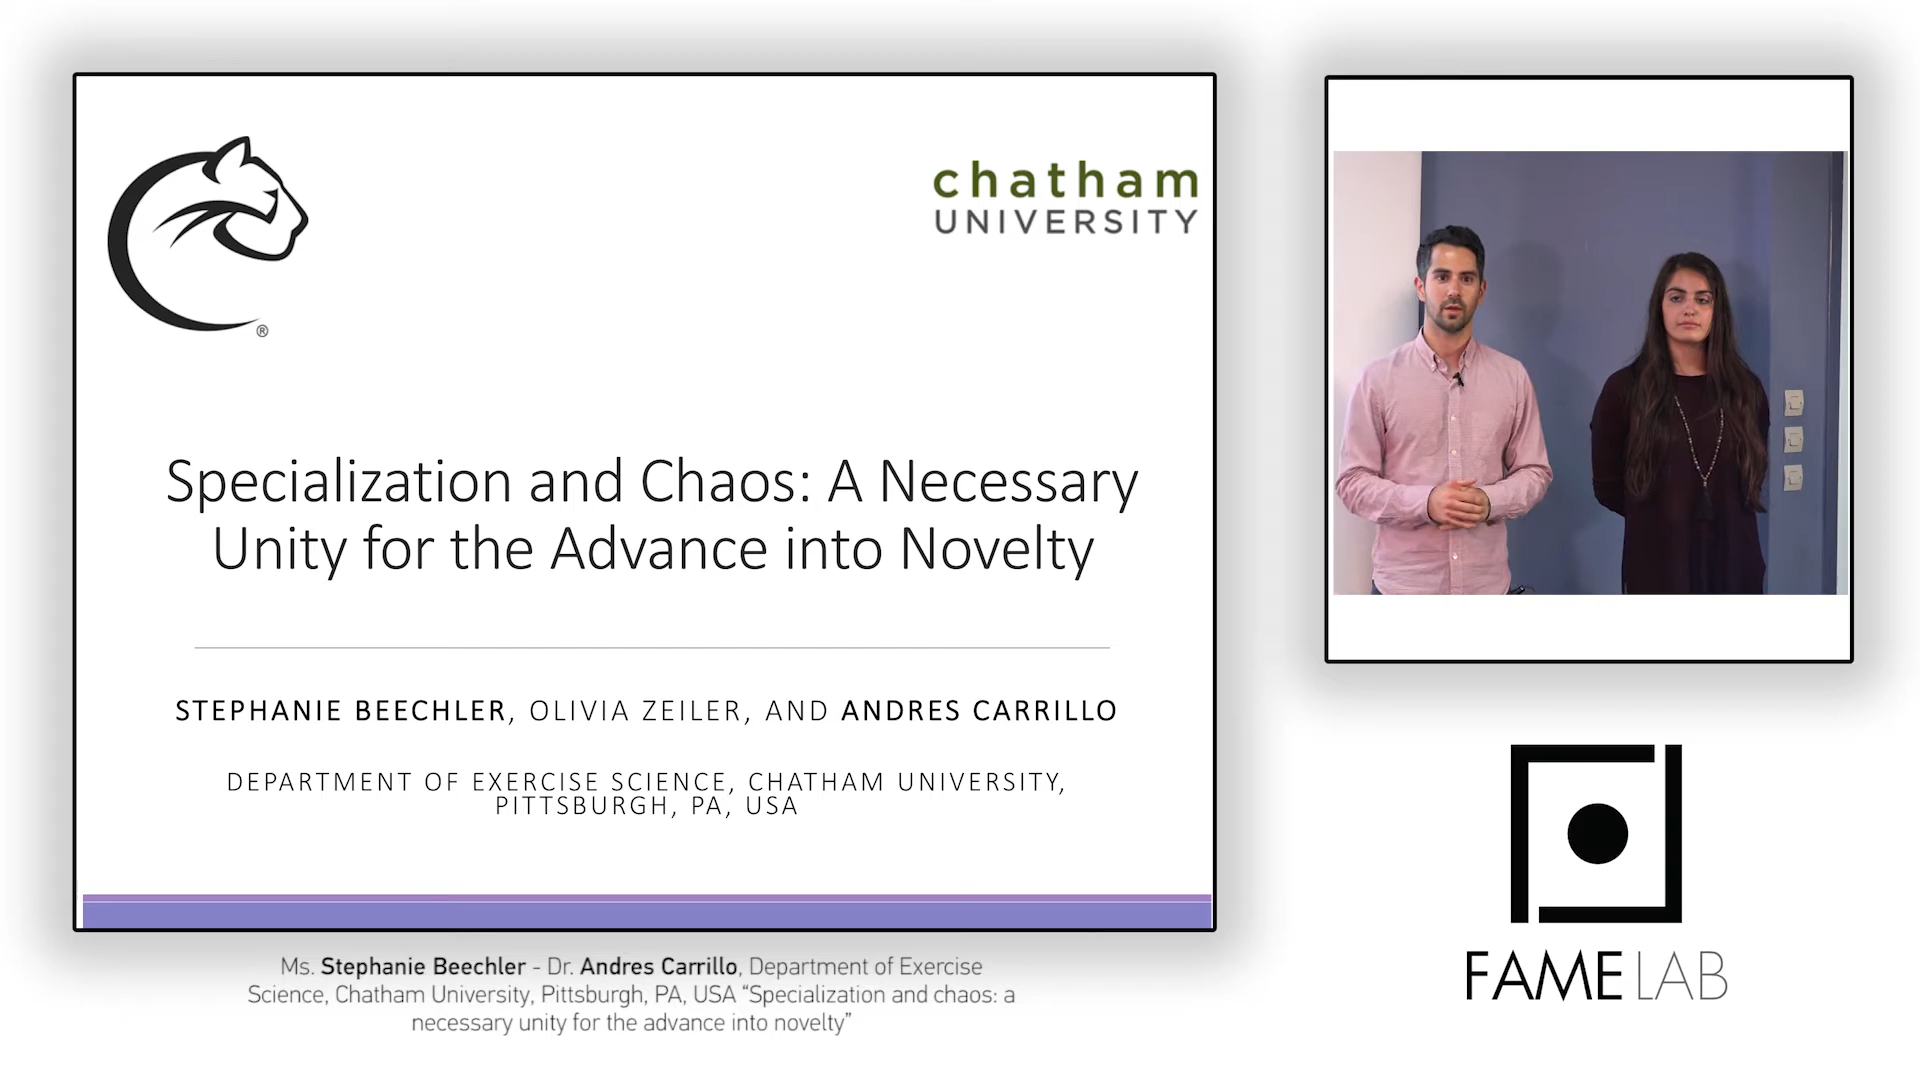 chatham
UNIVERSITY
®
Specialization and Chaos: A Necessary
Unity for the Advance into Novelty
STEPHANIE BEECHLER, OLIVIA ZEILER, AND ANDRES CARRILLO
DEPARTMENT OF EXERCISE SCIENCE, CHATHAM UNIVERSITY,
PITTSBURGH, PA, USA
Ms. Stephanie Beechler - Dr. Andres Carrillo, Department of Exercise
Science, Chatham University, Pittsburgh, PA, USA “Specialization and chaos: a
necessary unity for the advance into novelty”
FAME LAB